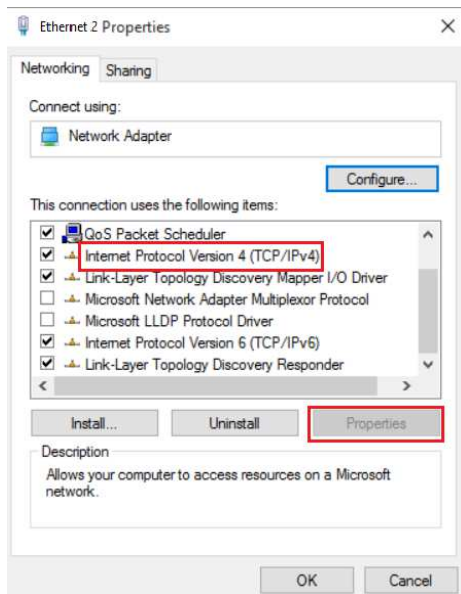 Ethernet 2 Properties
Networking
Sharing
Connect using:
Network Adapter
Configure...
This connection uses the following items:
QoS Packet Scheduler
Internet Protocol Version 4 (TCP/IPv4)
Link-Layer Topology Discovery Mapper I/O Driver
Microsoft Network Adapter Multiplexor Protocol
Microsoft LLDP Protocol Driver
Internet Protocol Version 6 (TCP/IPv6)
Link-Layer Topology Discovery Responder
Install...
Uninstall
Properties
Description
Allows your computer to access resources on a Microsoft
network.
OK
Cancel